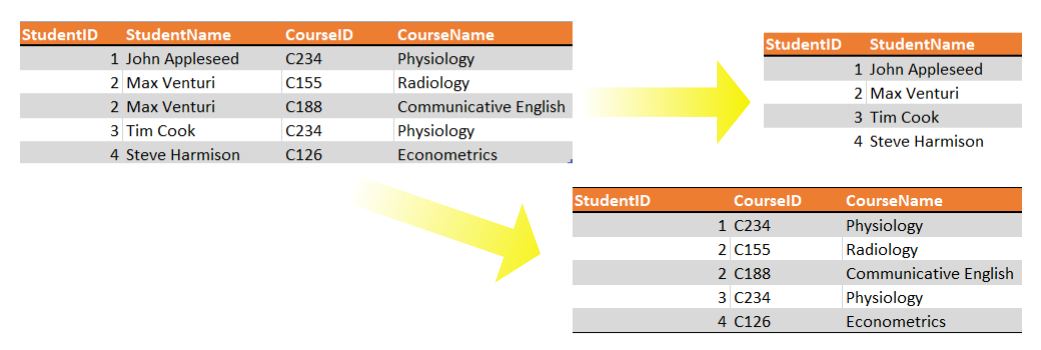 StudentID StudentName CourseID CourseName
1 John Appleseed C234 Physiology
2 Max Venturi C155 Radiology
2 Max Venturi C188 Communicative English
3 Tim Cook C234 Physiology
4 Steve Harmison C126 Econometrics
StudentID StudentName
1 John Appleseed
2 Max Venturi
3 Tim Cook
4 Steve Harmison
StudentID CourseID CourseName
1 C234 Physiology
2 C155 Radiology
2 C188 Communicative English
3 C234 Physiology
4 C126 Econometrics